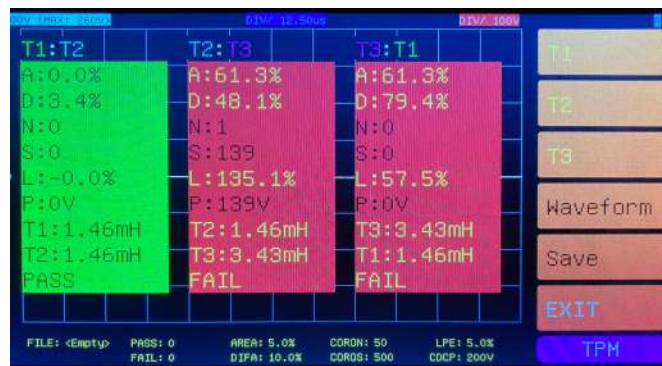 00V (MAX: 260V) DIV/ 12.50us DIV/ 100V
T1:T2
A:0.0%
D:3.4%
N:0
S:0
L:-0.0%
P:0V
T1:1.46mH
T2:1.46mH
PASS
T2:T3
A:61.3%
D:48.1%
N:1
S:139
L:135.1%
P:139V
T2:1.46mH
T3:3.43mH
FAIL
T3:T1
A:61.3%
D:79.4%
N:0
S:0
L:57.5%
P:0V
T3:3.43mH
T1:1.46mH
FAIL
T1
T2
T3
Waveform
Save
EXIT
TPM
FILE: <Empty> PASS: 0 AREA: 5.0% CORON: 50 LPE: 5.0%
FAIL: 0 DIFA: 10.0% COROS: 500 CDCP: 200V